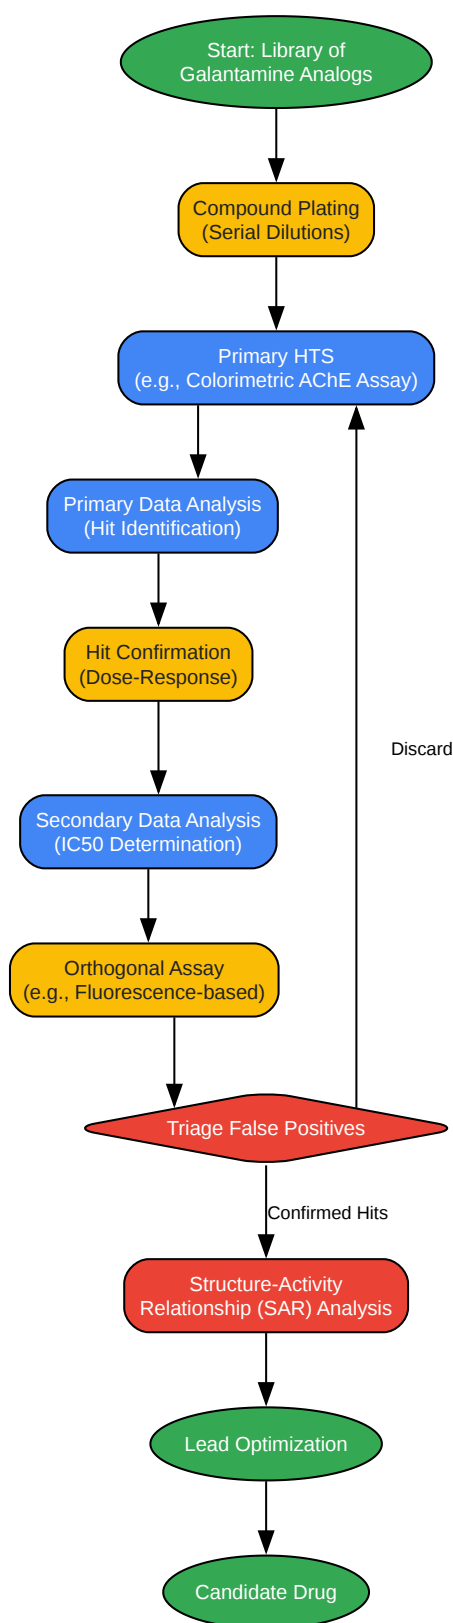 Start: Library of
Galantamine Analogs
Compound Plating
(Serial Dilutions)
Primary HTS
(e.g., Colorimetric AChE Assay)
Primary Data Analysis
(Hit Identification)
Hit Confirmation
(Dose-Response)
Discard
Secondary Data Analysis
(IC50 Determination)
Orthogonal Assay
(e.g., Fluorescence-based)
Triage False Positives
Confirmed Hits
Structure-Activity
Relationship (SAR) Analysis
Lead Optimization
Candidate Drug